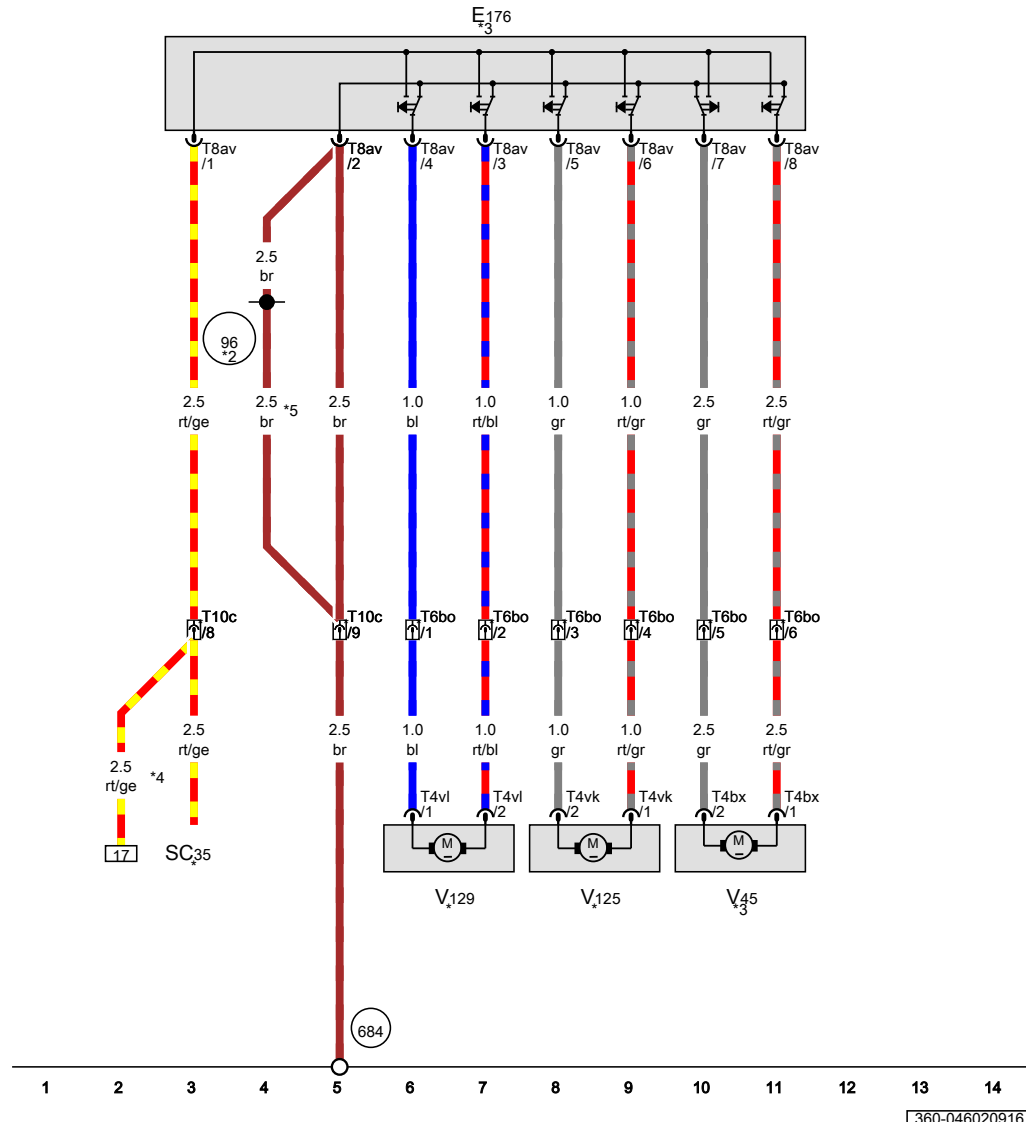 E176
*3
T8av
/1
T8av
/2
T8av
/4
T8av
/3
T8av
/5
T8av
/6
T8av
/7
T8av
/8
2.5
br
96
*2
2.5
rt/ge
2.5
br
*5
2.5
br
1.0
bl
1.0
rt/bl
1.0
gr
1.0
rt/gr
2.5
gr
2.5
rt/gr
T10c
/8
T10c
/9
T6bo
/1
T6bo
/2
T6bo
/3
T6bo
/4
T6bo
/5
T6bo
/6
2.5
rt/ge
*4
2.5
rt/ge
2.5
br
1.0
bl
1.0
rt/bl
1.0
gr
1.0
rt/gr
2.5
gr
2.5
rt/gr
T4vl
/1
T4vl
/2
T4vk
/2
T4vk
/1
T4bx
/2
T4bx
/1
17
SC35
*
M
M
M
V129
*
V125
*
V45
*3
684
1 2 3 4 5 6 7 8 9 10 11 12 13 14
360-046020916